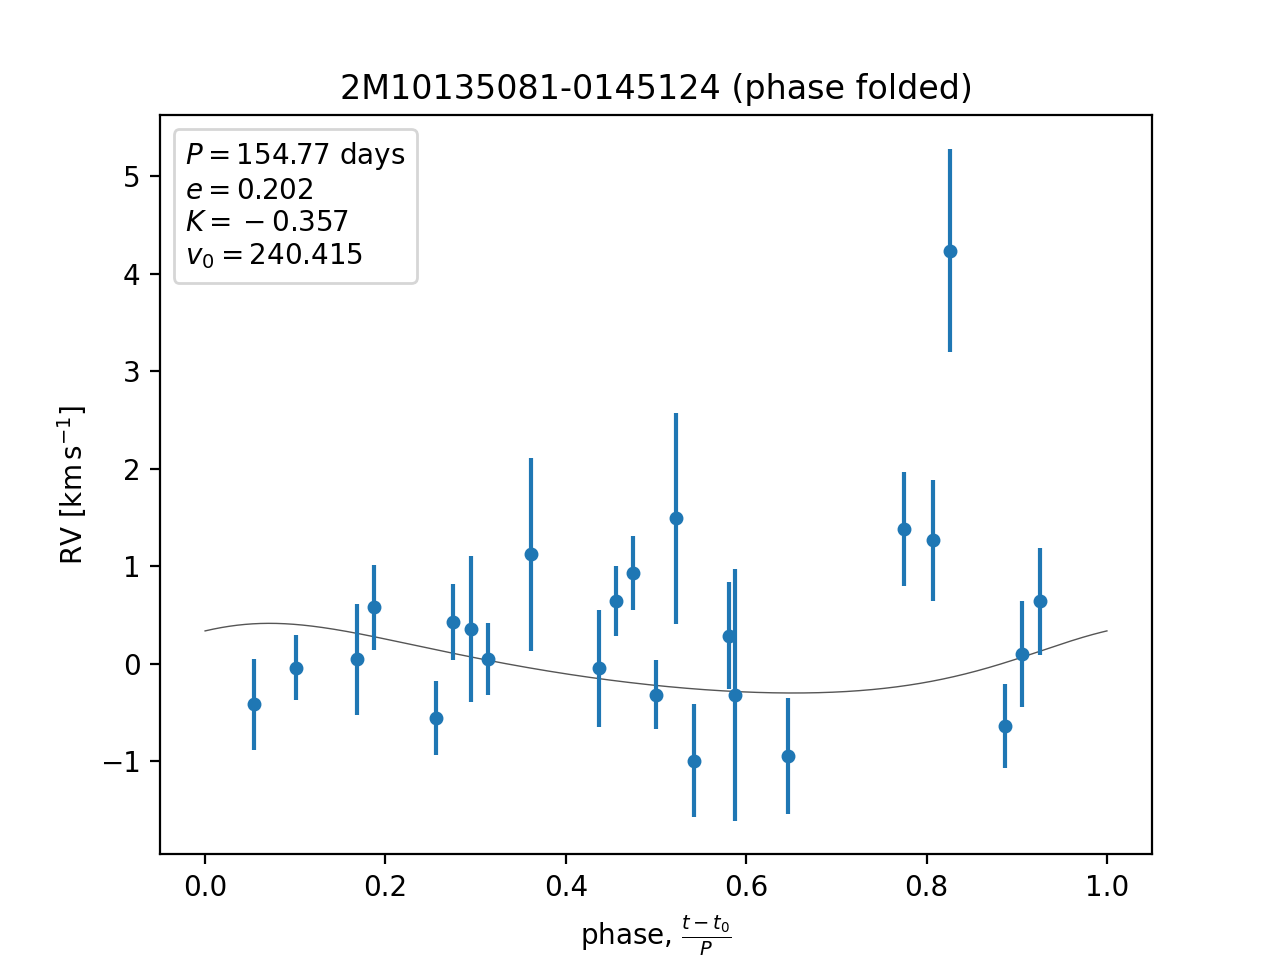 2M10135081-0145124 (phase folded)
P = 154.77 days
e = 0.202
K = −0.357
v₀ = 240.415
RV [km s⁻¹]
5
4
3
2
1
0
−1
0.0 0.2 0.4 0.6 0.8 1.0
phase, (t − t₀)/P